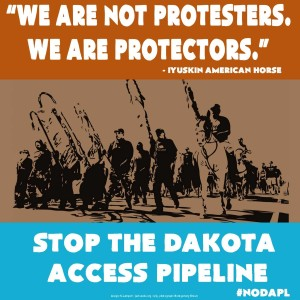 “WE ARE NOT PROTESTERS.
WE ARE PROTECTORS.”
- IYUSKIN AMERICAN HORSE
STOP THE DAKOTA
ACCESS PIPELINE
#NODAPL